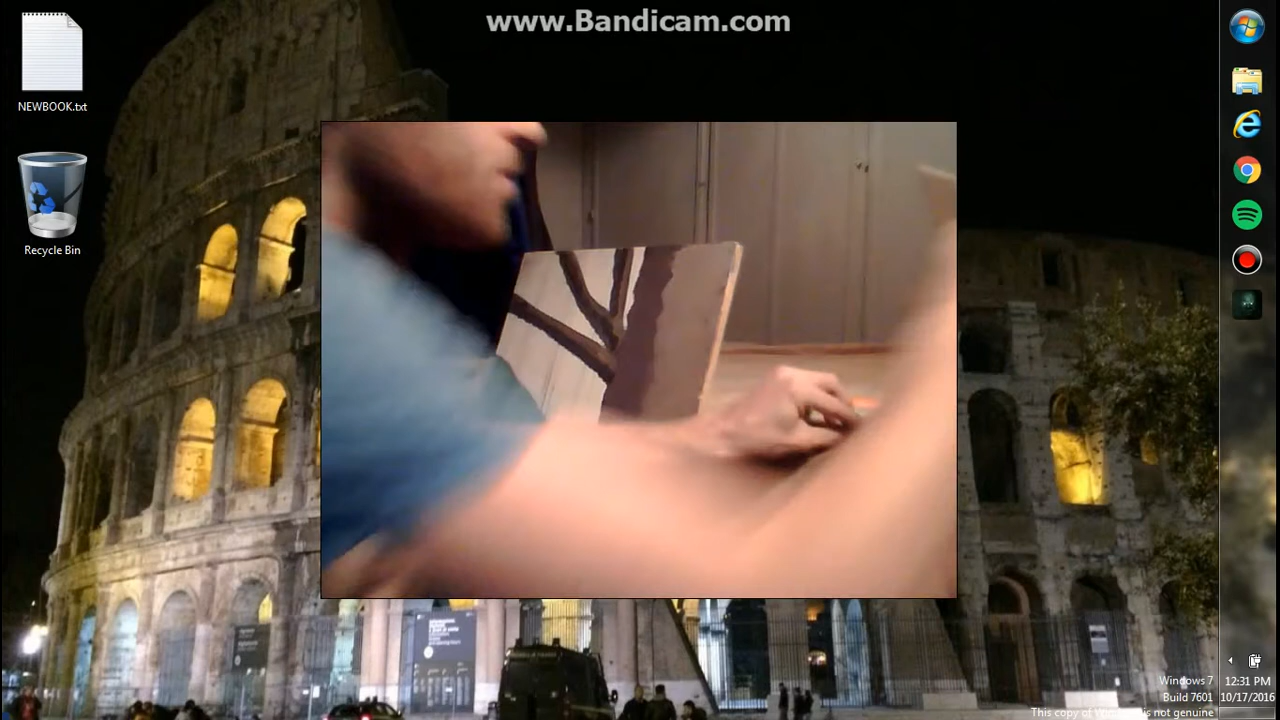 www.Bandicam.com
NEWBOOK.txt
Recycle Bin
Windows 7
Build 7601
This copy of Windows is not genuine
12:31 PM
10/17/2016